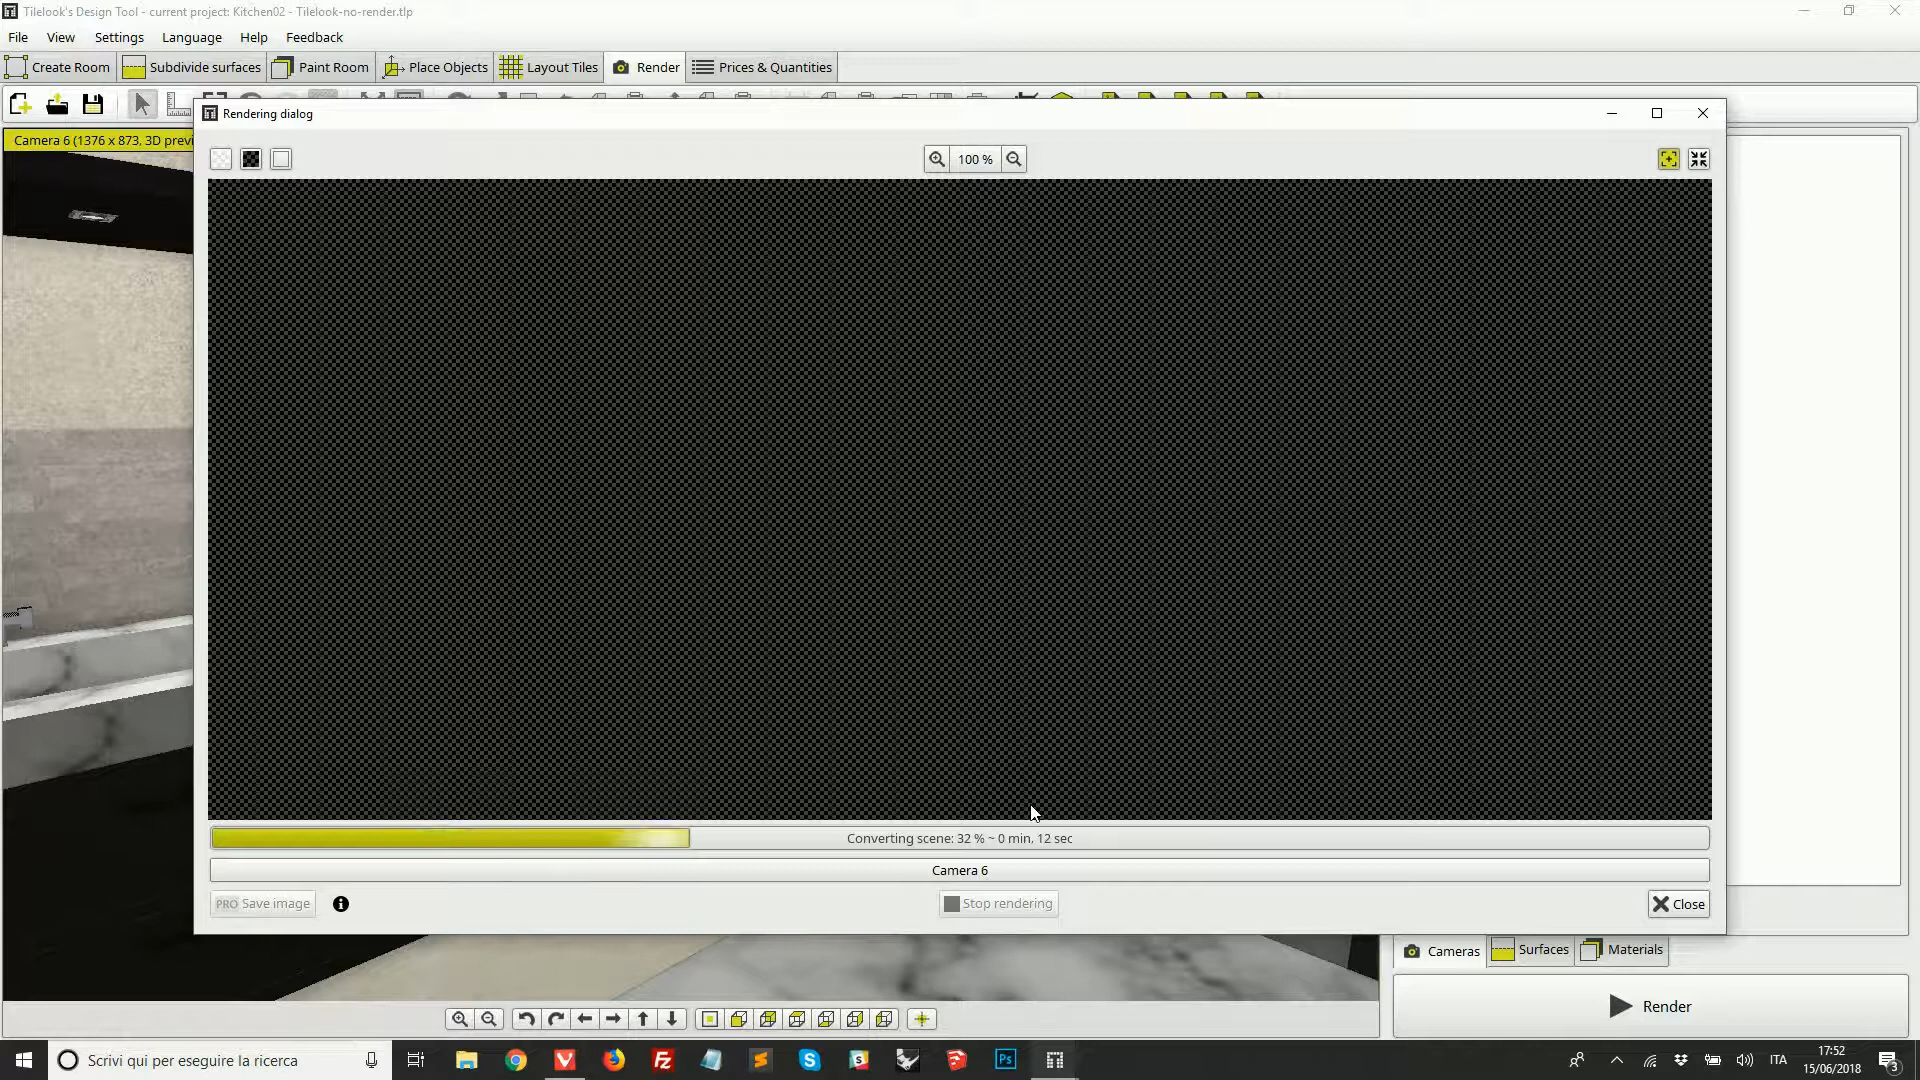 Tilelook's Design Tool - current project: Kitchen02 - Tilelook-no-render.tlp
File View Settings Language Help Feedback
Create Room Subdivide surfaces Paint Room Place Objects Layout Tiles Render Prices & Quantities
Rendering dialog
Camera 6 (1376 x 873, 3D previ
100 %
Converting scene: 32 % ~ 0 min, 12 sec
Camera 6
PRO Save image Stop rendering Close
Cameras Surfaces Materials
Render
Scrivi qui per eseguire la ricerca
Ps
ITA
17:52
15/06/2018
3